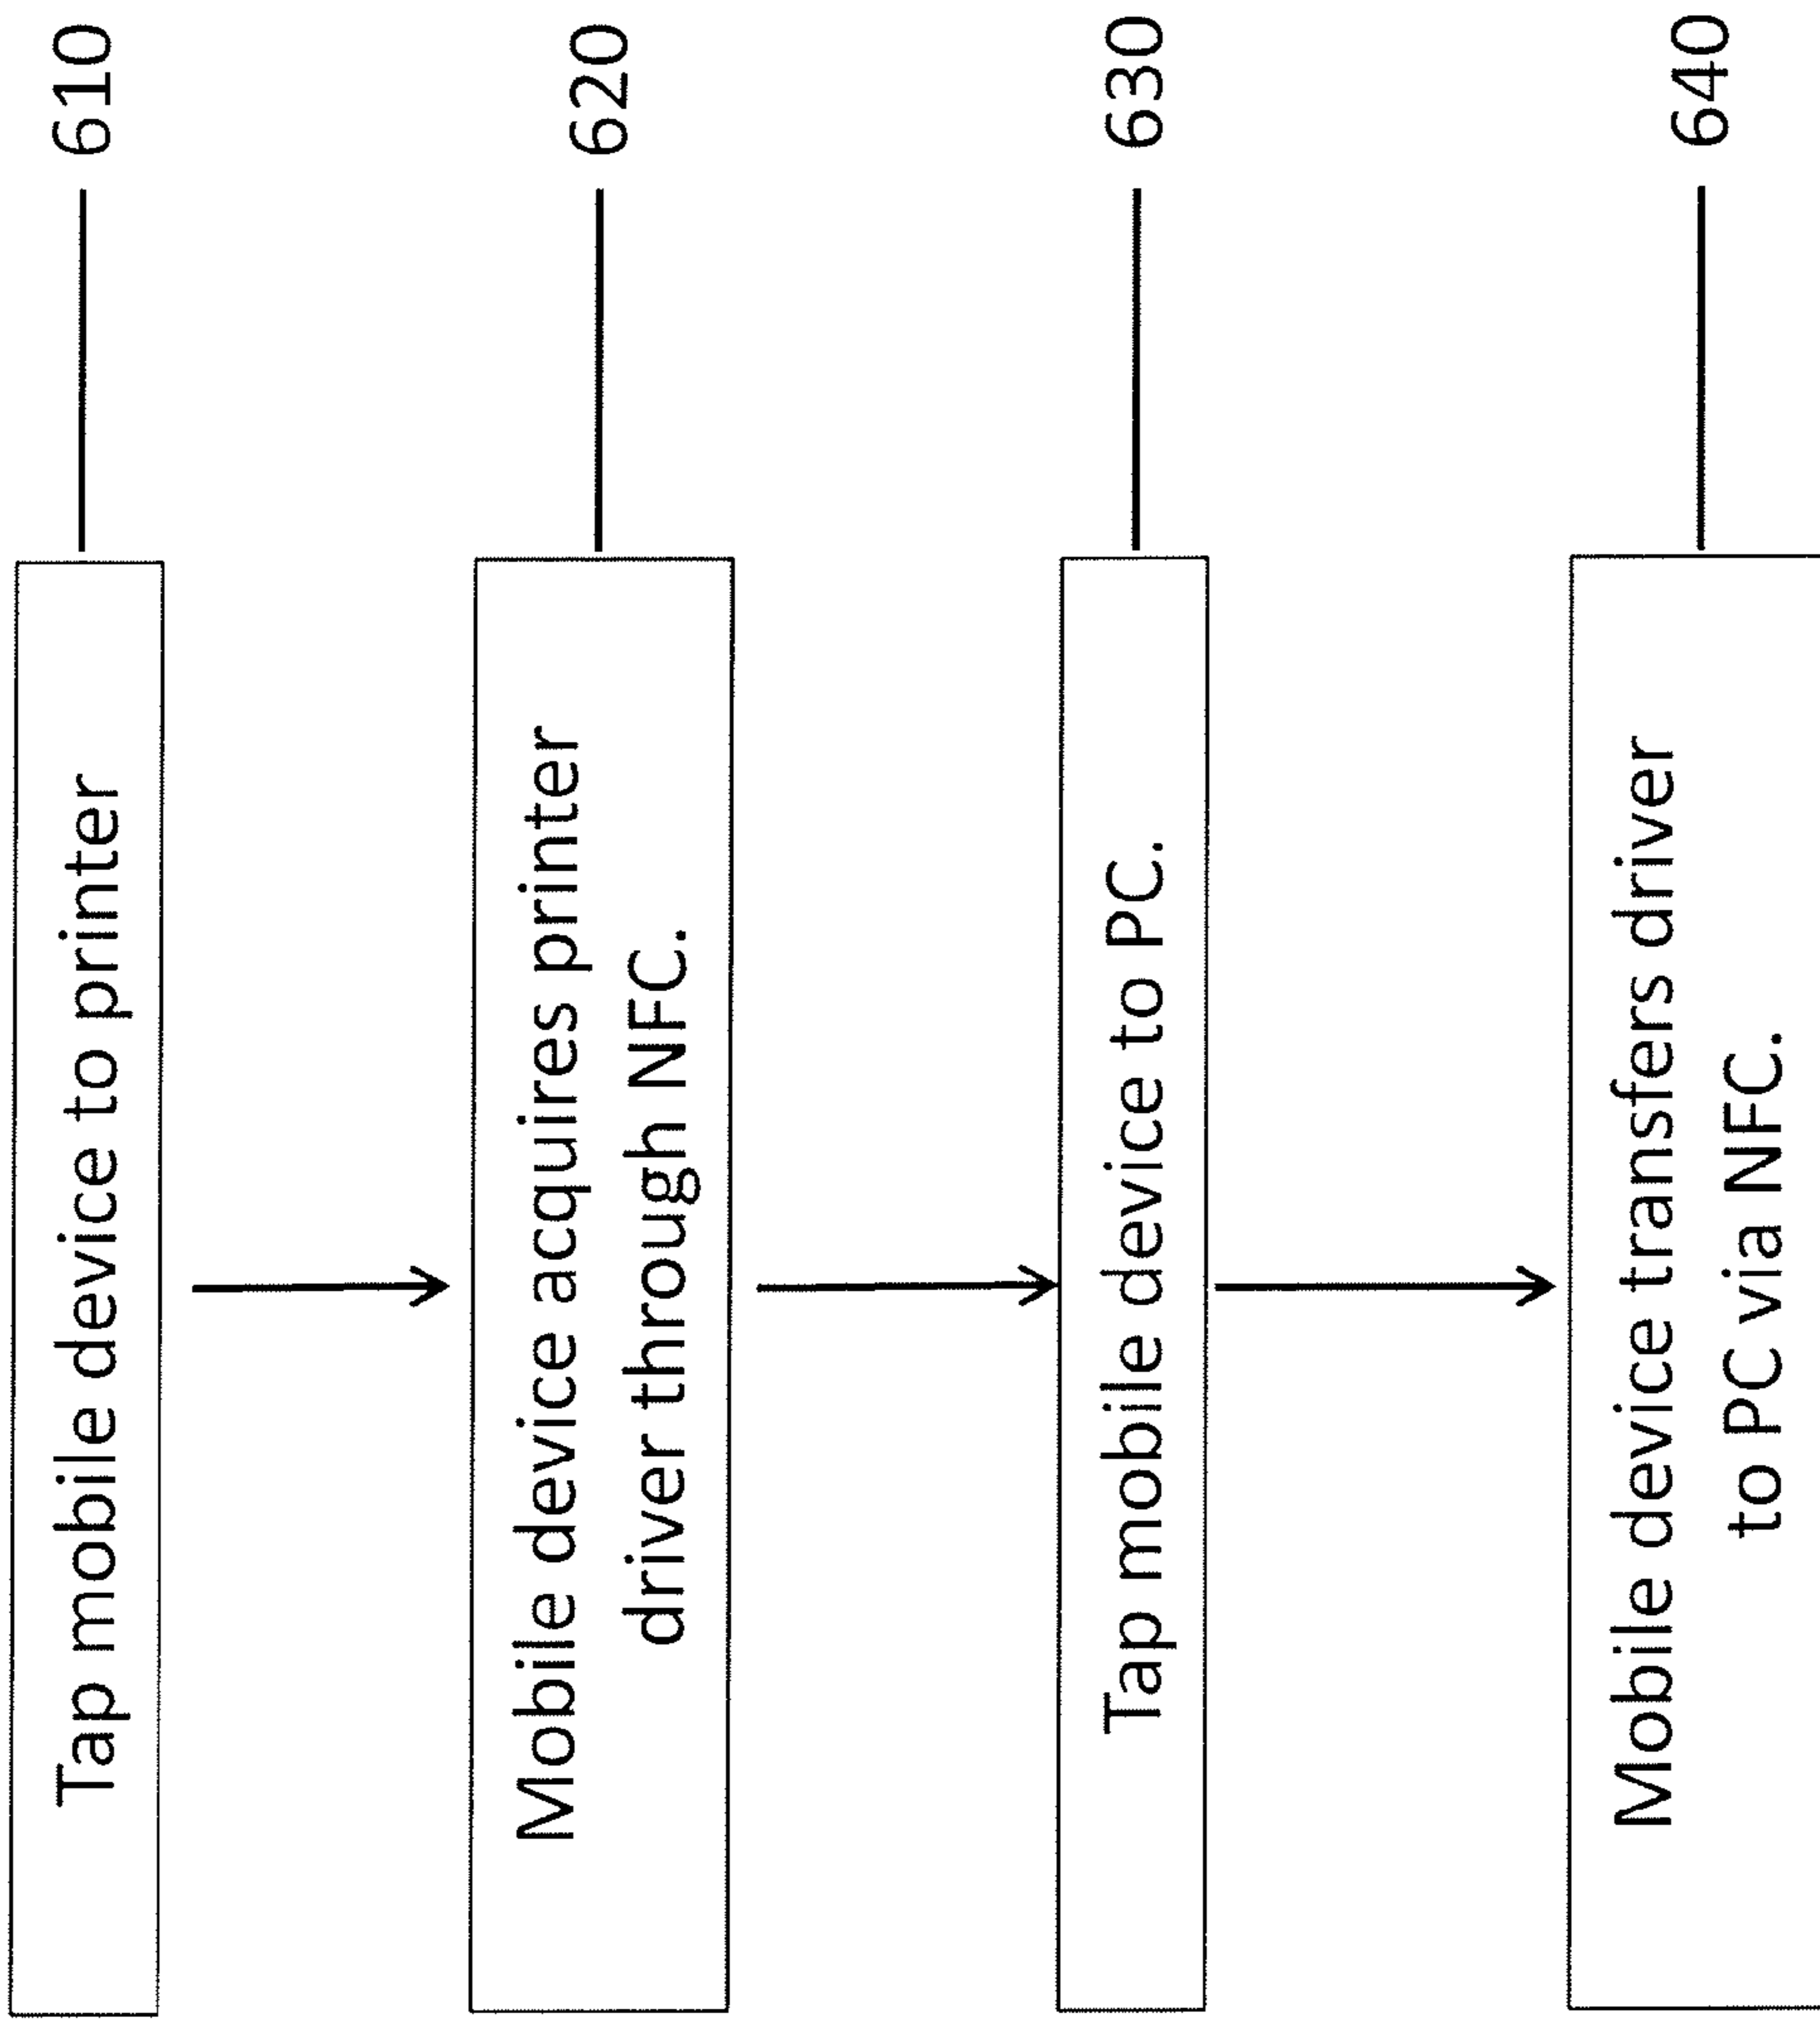 Tap mobile device to printer
610
Mobile device acquires printer
driver through NFC.
620
Tap mobile device to PC.
630
Mobile device transfers driver
to PC via NFC.
640